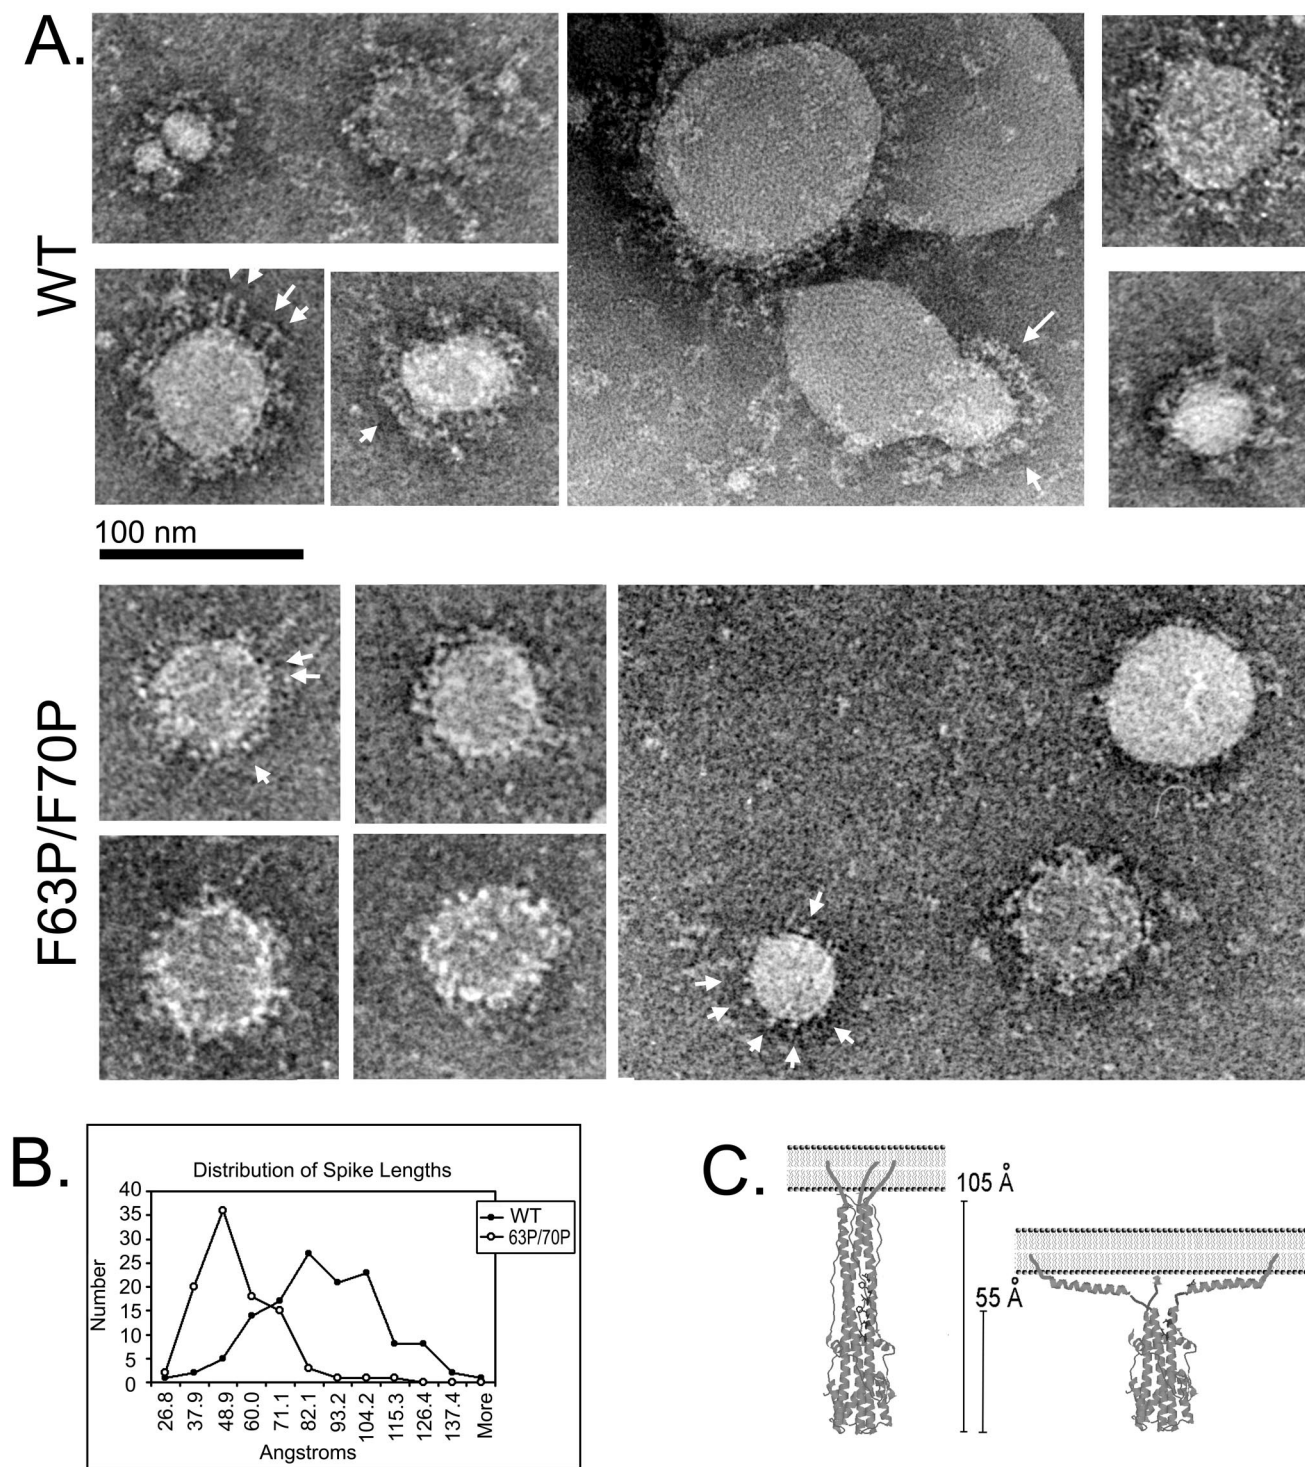 A.
WT
100 nm
F63P/F70P
B.
Distribution of Spike Lengths
40
35
30
25
20
15
10
5
0
Number
26.8
37.9
48.9
60.0
71.1
82.1
93.2
104.2
115.3
126.4
137.4
More
Angstroms
WT
63P/70P
C.
105 Å
55 Å